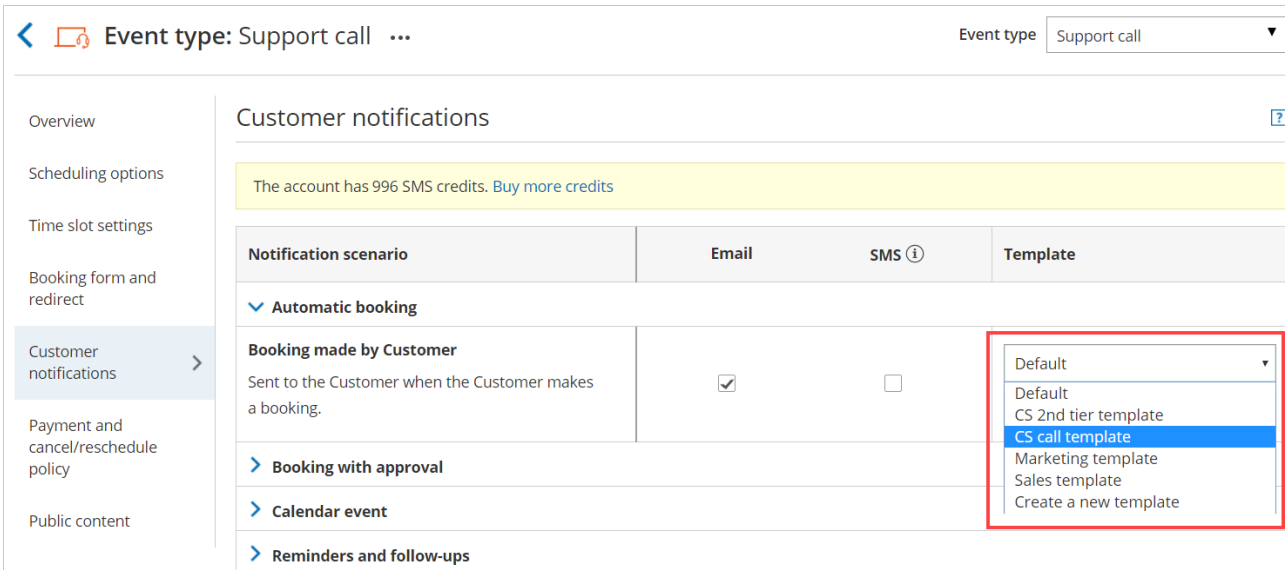 Event type: Support call
Event type
Support call
Overview
Scheduling options
Time slot settings
Booking form and
redirect
Customer
notifications
Payment and
cancel/reschedule
policy
Public content
Customer notifications
?
The account has 996 SMS credits. Buy more credits
Notification scenario
Email
SMS i
Template
Automatic booking
Booking made by Customer
Sent to the Customer when the Customer makes
a booking.
Default
Default
CS 2nd tier template
CS call template
Marketing template
Sales template
Create a new template
Booking with approval
Calendar event
Reminders and follow-ups